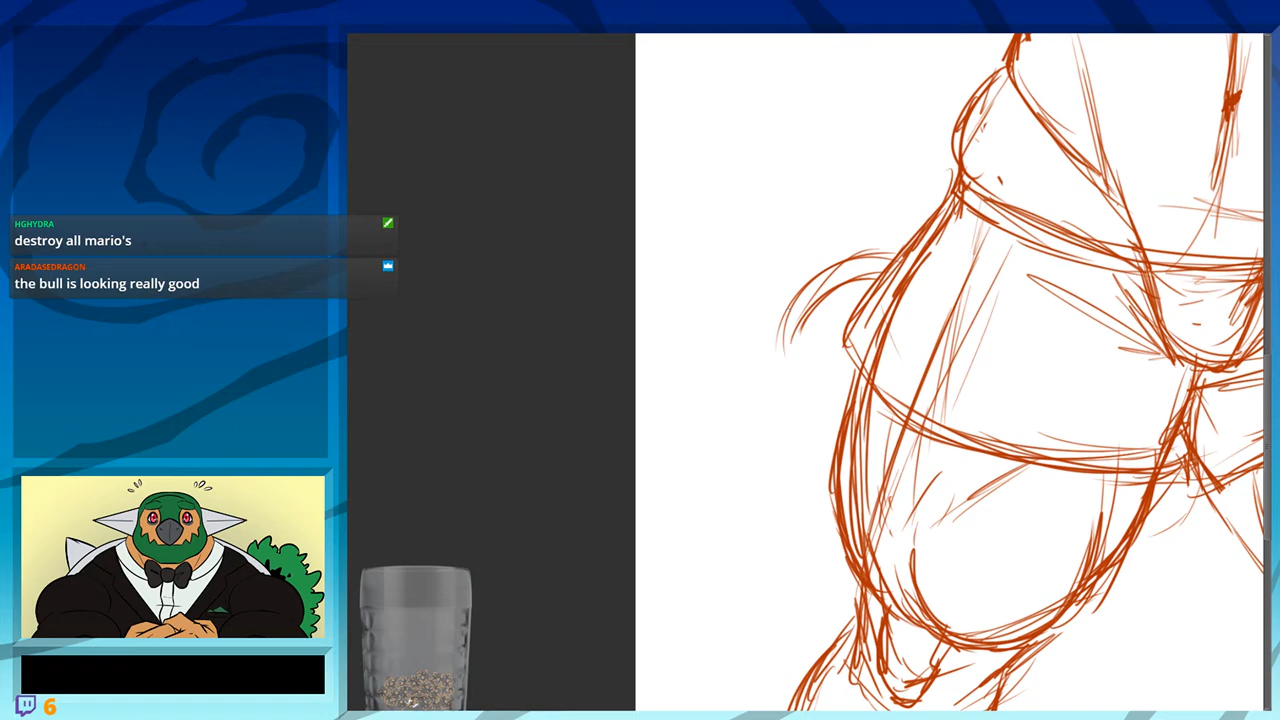 HGHYDRA
destroy all mario's
ARADASEDRAGON
the bull is looking really good
6